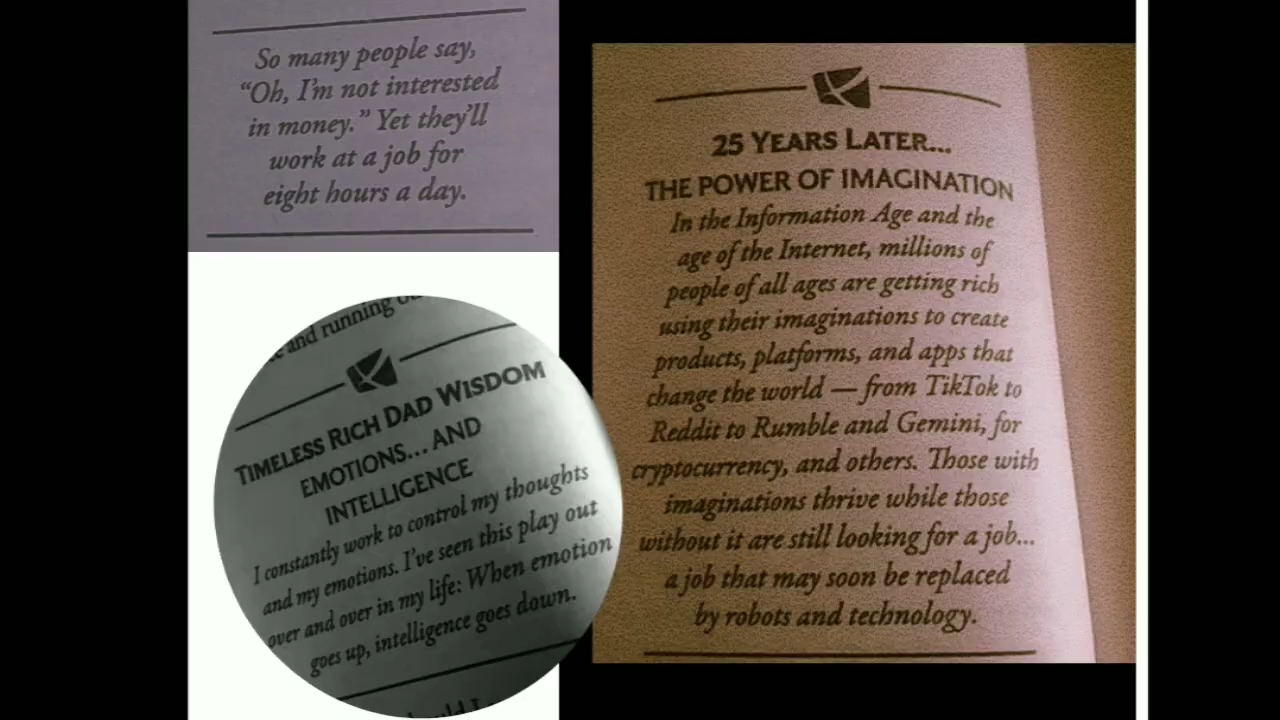 So many people say,
“Oh, I’m not interested
in money.” Yet they’ll
work at a job for
eight hours a day.
and running
TIMELESS RICH DAD WISDOM
EMOTIONS... AND
INTELLIGENCE
I constantly work to control my thoughts
and my emotions. I’ve seen this play out
over and over in my life: When emotion
goes up, intelligence goes down.
25 YEARS LATER...
THE POWER OF IMAGINATION
In the Information Age and the
age of the Internet, millions of
people of all ages are getting rich
using their imaginations to create
products, platforms, and apps that
change the world — from TikTok to
Reddit to Rumble and Gemini, for
cryptocurrency, and others. Those with
imaginations thrive while those
without it are still looking for a job...
a job that may soon be replaced
by robots and technology.